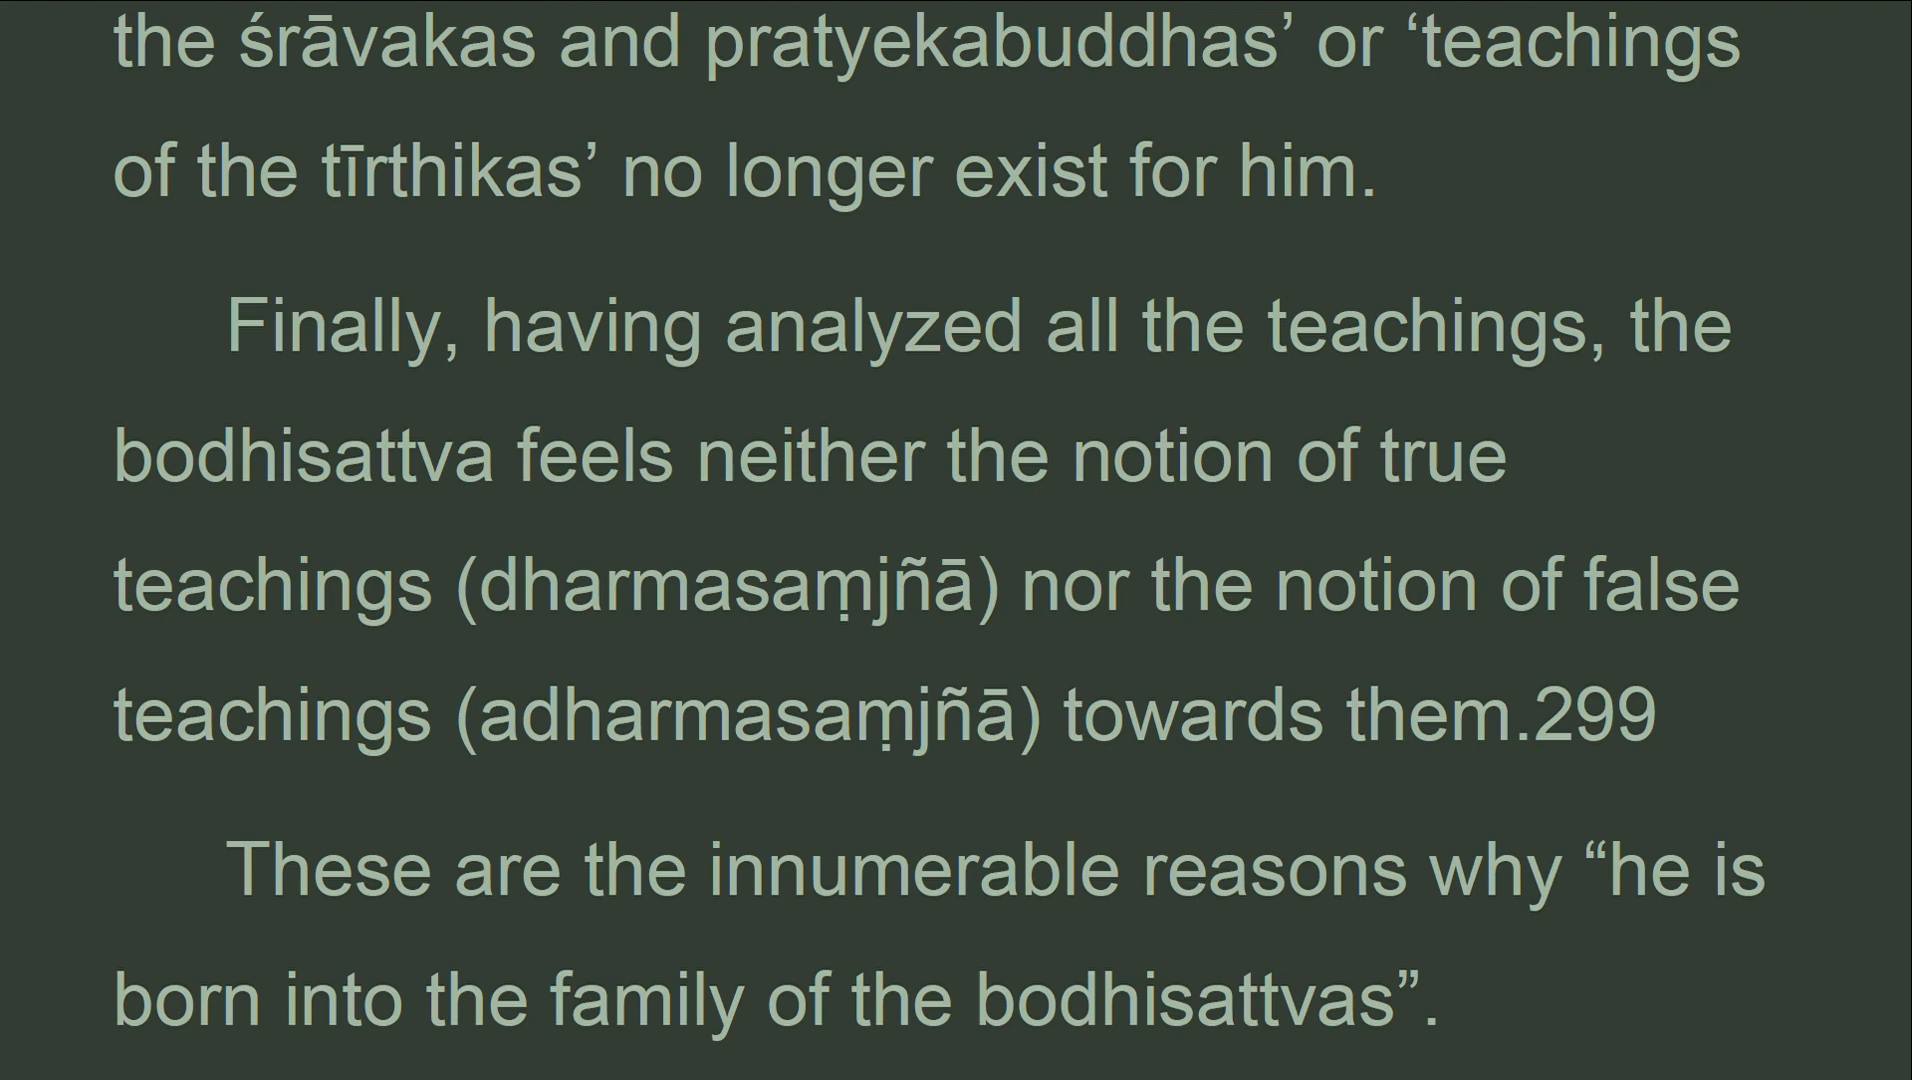 the śrāvakas and pratyekabuddhas’ or ‘teachings
of the tīrthikas’ no longer exist for him.
Finally, having analyzed all the teachings, the
bodhisattva feels neither the notion of true
teachings (dharmasaṃjñā) nor the notion of false
teachings (adharmasaṃjñā) towards them.299
These are the innumerable reasons why “he is
born into the family of the bodhisattvas”.